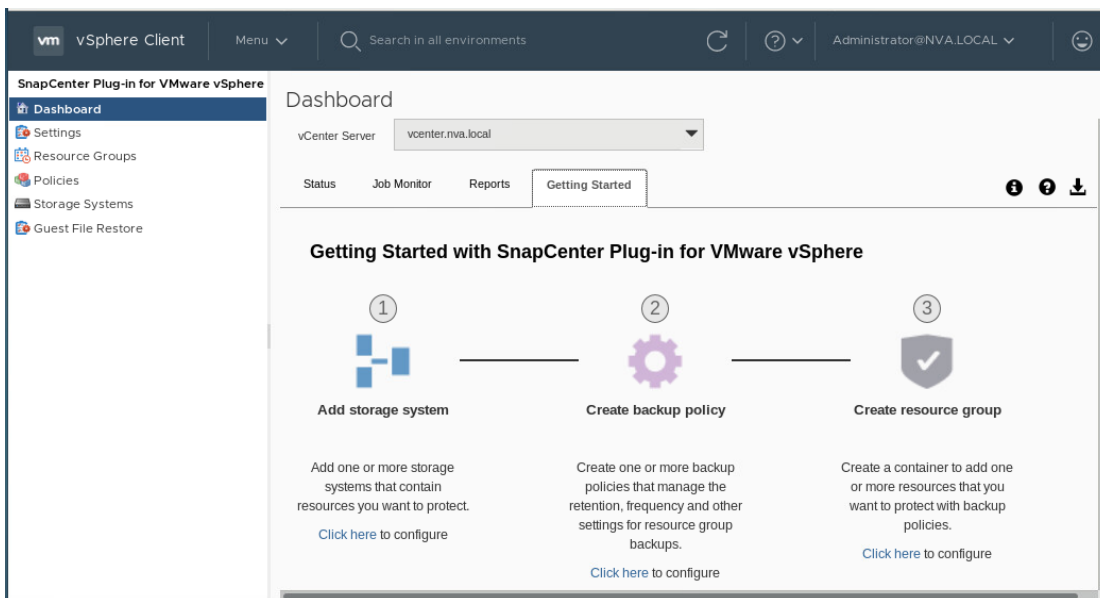 vm vSphere Client Menu Search in all environments Administrator@NVA.LOCAL
SnapCenter Plug-in for VMware vSphere
Dashboard
Settings
Resource Groups
Policies
Storage Systems
Guest File Restore
Dashboard
vCenter Server vcenter.nva.local
Status Job Monitor Reports Getting Started
Getting Started with SnapCenter Plug-in for VMware vSphere
1
Add storage system
Add one or more storage
systems that contain
resources you want to protect.
Click here to configure
2
Create backup policy
Create one or more backup
policies that manage the
retention, frequency and other
settings for resource group
backups.
Click here to configure
3
Create resource group
Create a container to add one
or more resources that you
want to protect with backup
policies.
Click here to configure